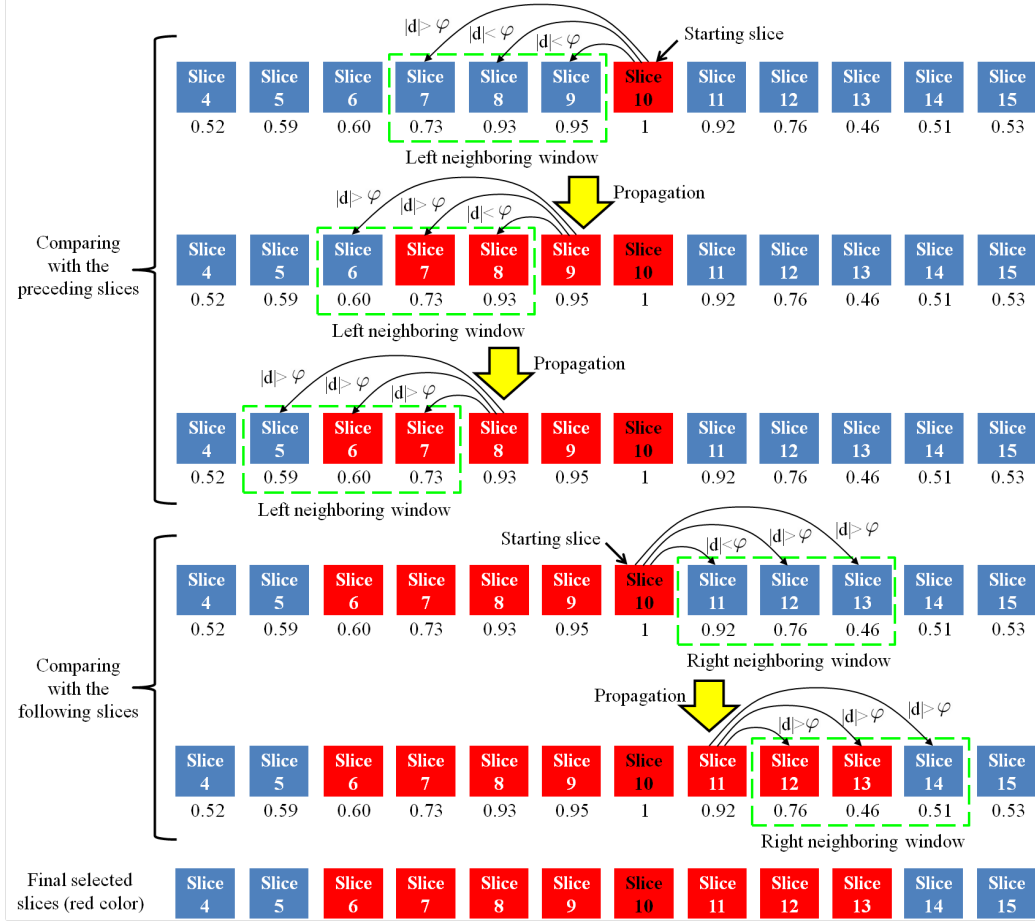 |d|> φ |d|< φ |d|< φ Starting slice
Slice Slice Slice Slice Slice Slice Slice Slice Slice Slice Slice Slice
4 5 6 7 8 9 10 11 12 13 14 15
0.52 0.59 0.60 0.73 0.93 0.95 1 0.92 0.76 0.46 0.51 0.53
Left neighboring window
Propagation
|d|> φ |d|> φ |d|< φ
Comparing
with the
preceding slices
Slice Slice Slice Slice Slice Slice Slice Slice Slice Slice Slice Slice
4 5 6 7 8 9 10 11 12 13 14 15
0.52 0.59 0.60 0.73 0.93 0.95 1 0.92 0.76 0.46 0.51 0.53
Left neighboring window
Propagation
|d|> φ |d|> φ |d|> φ
Slice Slice Slice Slice Slice Slice Slice Slice Slice Slice Slice Slice
4 5 6 7 8 9 10 11 12 13 14 15
0.52 0.59 0.60 0.73 0.93 0.95 1 0.92 0.76 0.46 0.51 0.53
Left neighboring window
Starting slice |d|< φ |d|> φ |d|> φ
Slice Slice Slice Slice Slice Slice Slice Slice Slice Slice Slice Slice
4 5 6 7 8 9 10 11 12 13 14 15
0.52 0.59 0.60 0.73 0.93 0.95 1 0.92 0.76 0.46 0.51 0.53
Right neighboring window
Comparing
with the
following slices
Propagation
|d|> φ |d|> φ |d|> φ
Slice Slice Slice Slice Slice Slice Slice Slice Slice Slice Slice Slice
4 5 6 7 8 9 10 11 12 13 14 15
0.52 0.59 0.60 0.73 0.93 0.95 1 0.92 0.76 0.46 0.51 0.53
Right neighboring window
Final selected
slices (red color)
Slice Slice Slice Slice Slice Slice Slice Slice Slice Slice Slice Slice
4 5 6 7 8 9 10 11 12 13 14 15